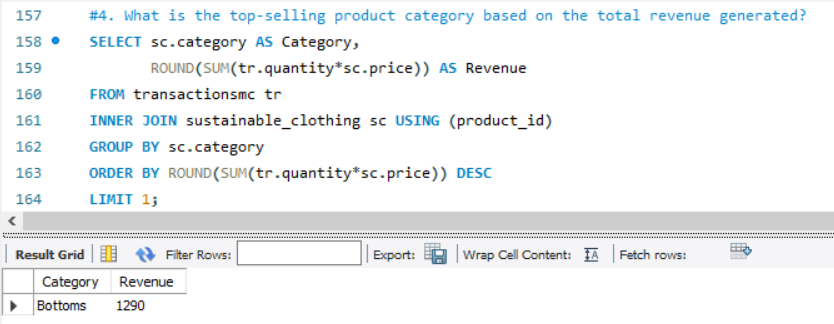 157 #4. What is the top-selling product category based on the total revenue generated?
158 SELECT sc.category AS Category,
159 ROUND(SUM(tr.quantity*sc.price)) AS Revenue
160 FROM transactionsmc tr
161 INNER JOIN sustainable_clothing sc USING (product_id)
162 GROUP BY sc.category
163 ORDER BY ROUND(SUM(tr.quantity*sc.price)) DESC
164 LIMIT 1;
Result Grid Filter Rows: Export: Wrap Cell Content: Fetch rows:
Category Revenue
Bottoms 1290